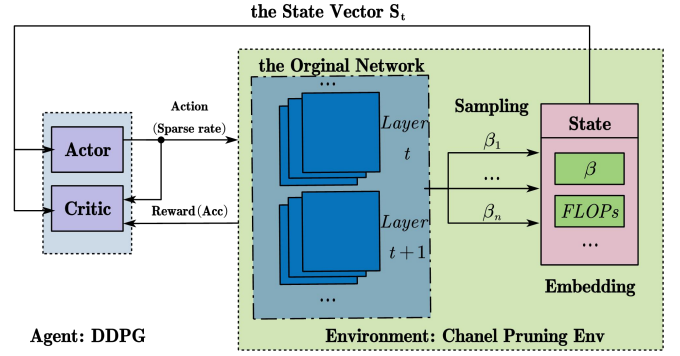 the State Vector S_t
the Orginal Network
...
Action
(Sparse rate)
Actor
Critic
Reward(Acc)
Layer
t
Layer
t + 1
...
Sampling
β_1
...
β_n
State
β
FLOPs
...
Embedding
Agent: DDPG
Environment: Chanel Pruning Env